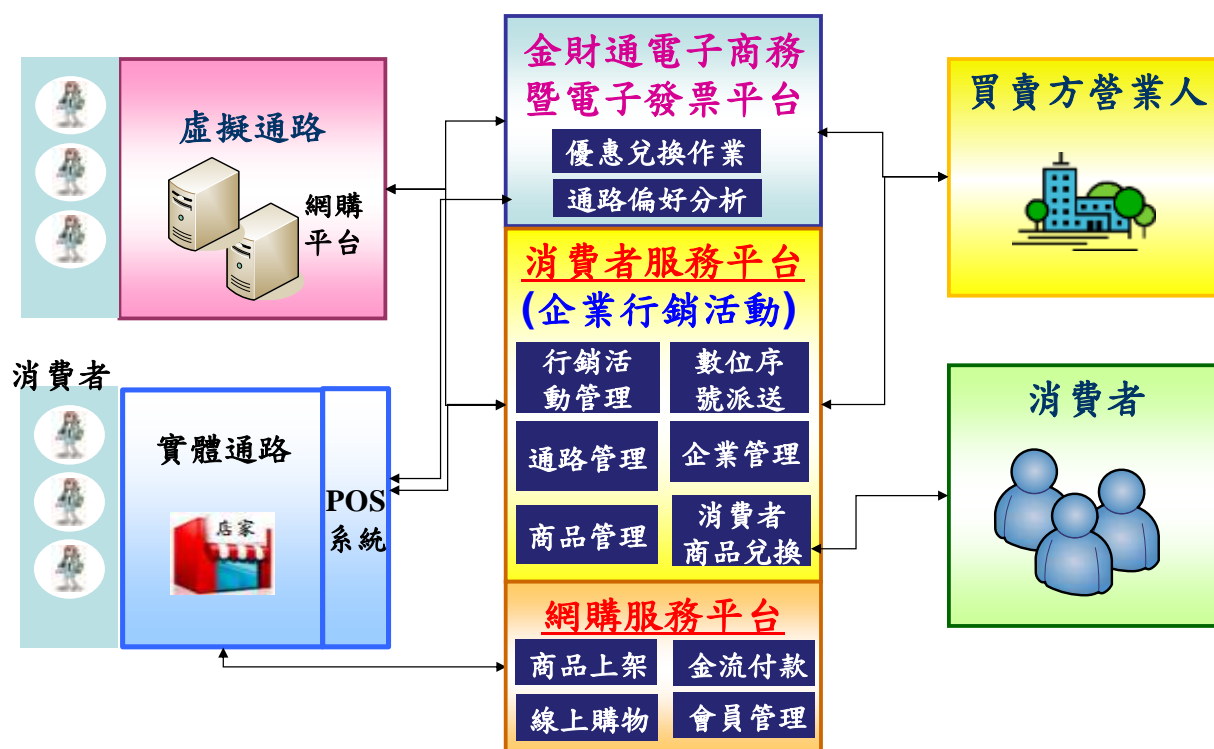 虛擬通路
網購
平台
消費者
實體通路
店家
POS
系統
金財通電子商務
暨電子發票平台
優惠兌換作業
通路偏好分析
消費者服務平台
(企業行銷活動)
行銷活
動管理
數位序
號派送
通路管理
企業管理
商品管理
消費者
商品兌換
網購服務平台
商品上架
金流付款
線上購物
會員管理
買賣方營業人
消費者